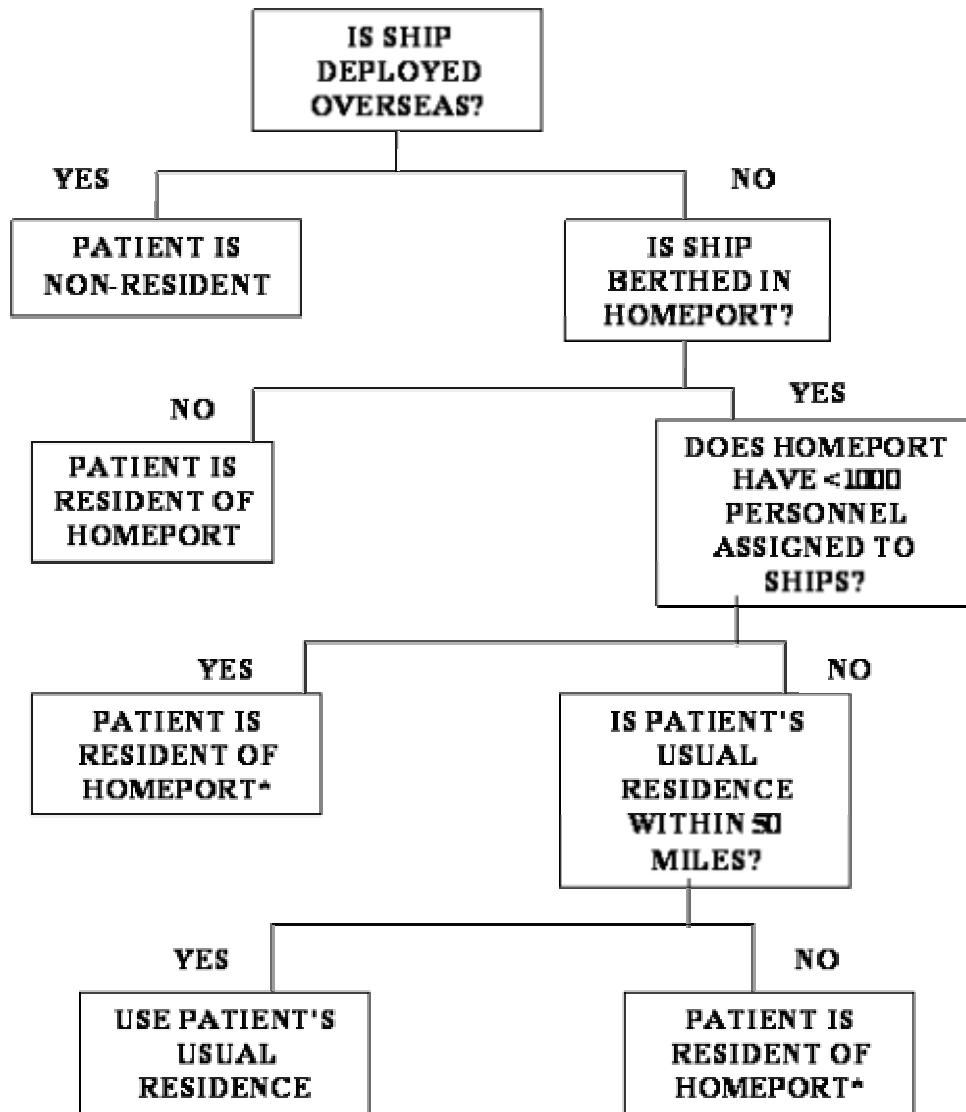 IS SHIP
DEPLOYED
OVERSEAS?
YES
NO
PATIENT IS
NON-RESIDENT
IS SHIP
BERTHED IN
HOMEPORT?
NO
YES
PATIENT IS
RESIDENT OF
HOMEPORT
DOES HOMEPORT
HAVE <1000
PERSONNEL
ASSIGNED TO
SHIPS?
YES
NO
PATIENT IS
RESIDENT OF
HOMEPORT*
IS PATIENT'S
USUAL
RESIDENCE
WITHIN 50
MILES?
YES
NO
USE PATIENT'S
USUAL
RESIDENCE
PATIENT IS
RESIDENT OF
HOMEPORT*